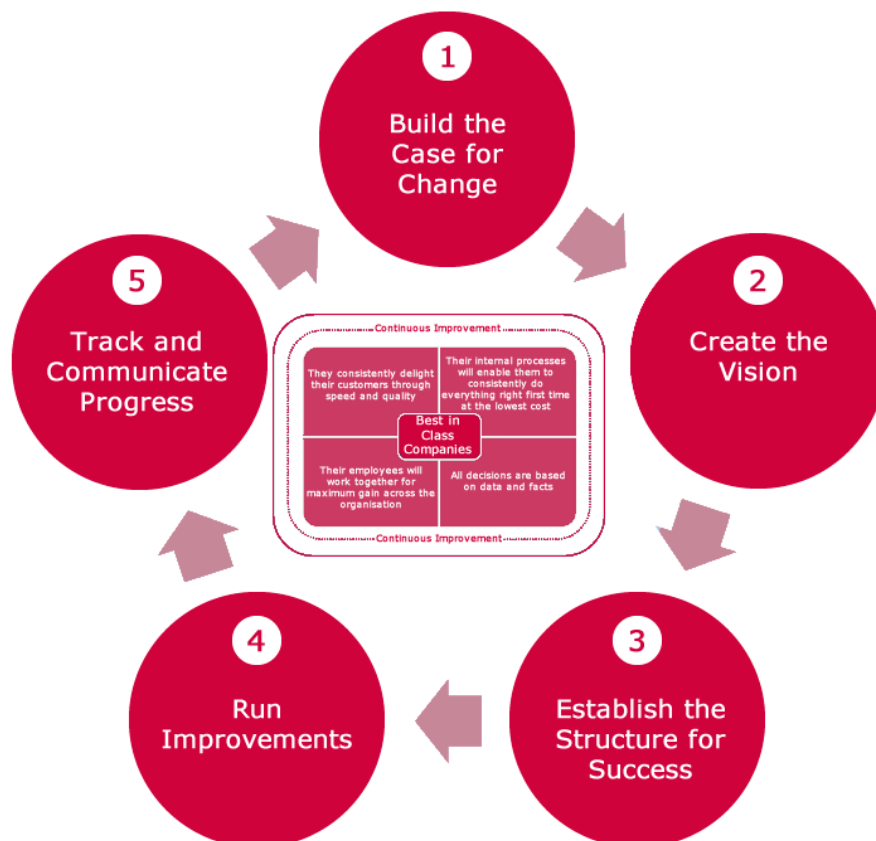 1
Build the
Case for
Change
2
Create the
Vision
3
Establish the
Structure for
Success
4
Run
Improvements
5
Track and
Communicate
Progress
Continuous Improvement
They consistently delight
their customers through
speed and quality
Their internal processes
will enable them to
consistently do
everything right first time
at the lowest cost
Best in
Class
Companies
Their employees will
work together for
maximum gain across the
organisation
All decisions are based
on data and facts
Continuous Improvement